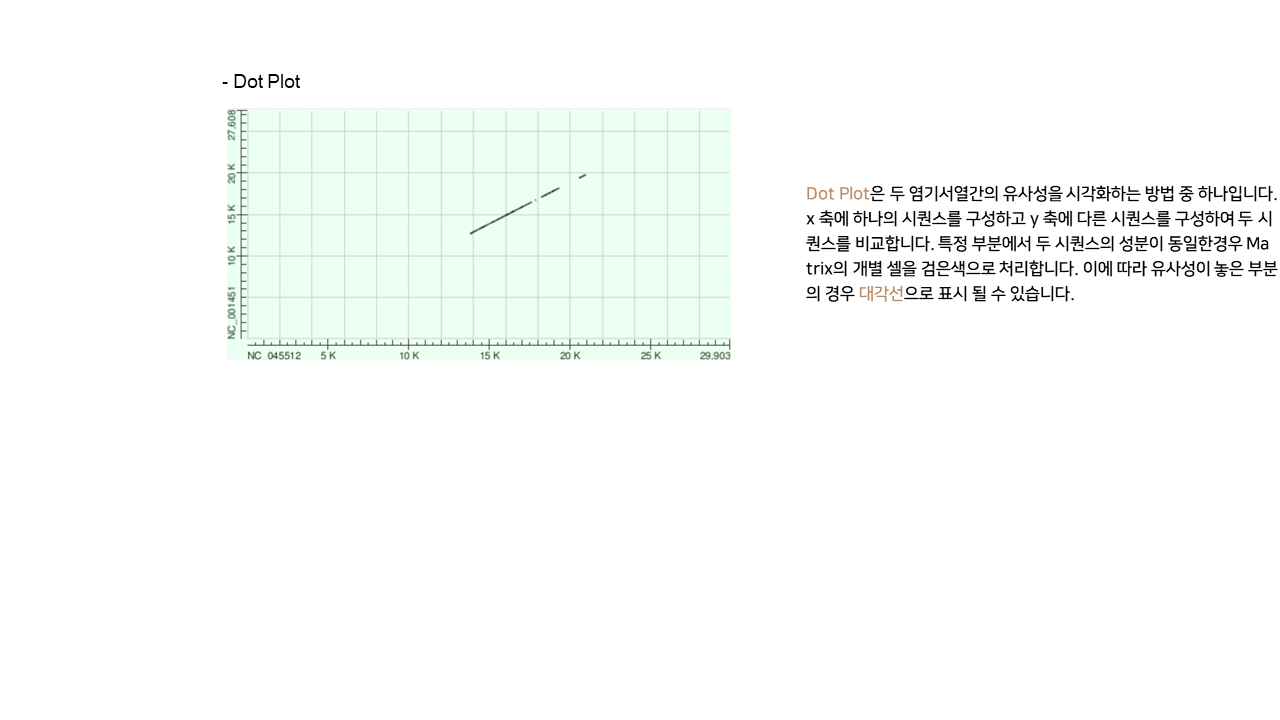 - Dot Plot
27,608
20 K
15 K
10 K
NC_001451
NC_045512 5 K 10 K 15 K 20 K 25 K 29,903
Dot Plot은 두 염기서열간의 유사성을 시각화하는 방법 중 하나입니다.
x 축에 하나의 시퀀스를 구성하고 y 축에 다른 시퀀스를 구성하여 두 시
퀀스를 비교합니다. 특정 부분에서 두 시퀀스의 성분이 동일한경우 Ma
trix의 개별 셀을 검은색으로 처리합니다. 이에 따라 유사성이 놓은 부분
의 경우 대각선으로 표시 될 수 있습니다.